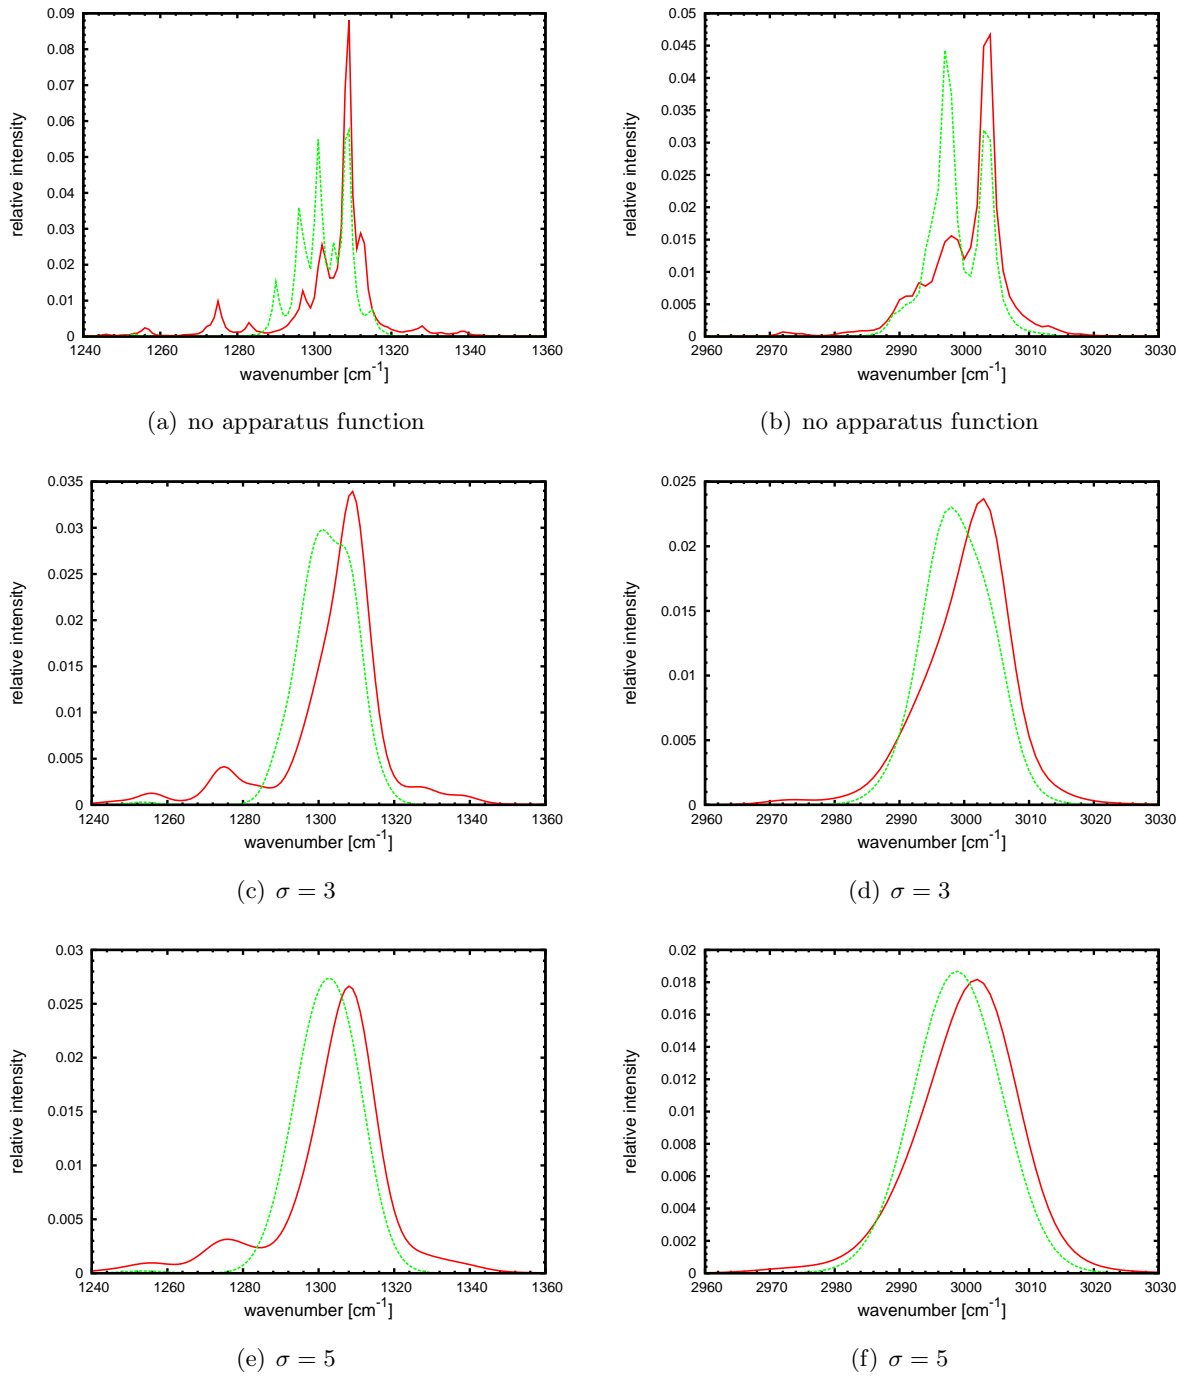 0.09
0.08
0.07
0.06
0.05
0.04
0.03
0.02
0.01
0
1240 1260 1280 1300 1320 1340 1360
relative intensity
wavenumber [cm-1]
(a) no apparatus function
0.05
0.045
0.04
0.035
0.03
0.025
0.02
0.015
0.01
0.005
0
2960 2970 2980 2990 3000 3010 3020 3030
relative intensity
wavenumber [cm-1]
(b) no apparatus function
0.035
0.03
0.025
0.02
0.015
0.01
0.005
0
1240 1260 1280 1300 1320 1340 1360
relative intensity
wavenumber [cm-1]
(c) σ = 3
0.025
0.02
0.015
0.01
0.005
0
2960 2970 2980 2990 3000 3010 3020 3030
relative intensity
wavenumber [cm-1]
(d) σ = 3
0.03
0.025
0.02
0.015
0.01
0.005
0
1240 1260 1280 1300 1320 1340 1360
relative intensity
wavenumber [cm-1]
(e) σ = 5
0.02
0.018
0.016
0.014
0.012
0.01
0.008
0.006
0.004
0.002
0
2960 2970 2980 2990 3000 3010 3020 3030
relative intensity
wavenumber [cm-1]
(f) σ = 5